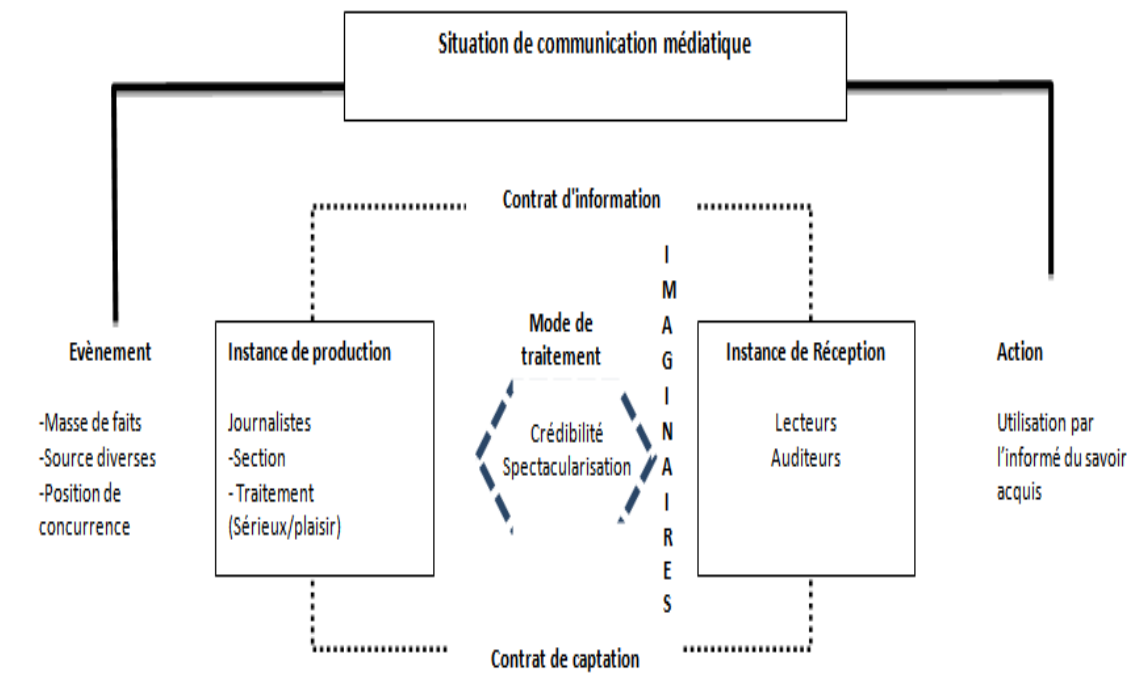 Situation de communication médiatique
Contrat d'information
Evènement
-Masse de faits
-Source diverses
-Position de
concurrence
Instance de production
Journalistes
-Section
- Traitement
(Sérieux/plaisir)
Mode de
traitement
Crédibilité
Spectacularisation
I
M
A
G
I
N
A
I
R
E
S
Instance de Réception
Lecteurs
Auditeurs
Action
Utilisation par
l'informé du savoir
acquis
Contrat de captation